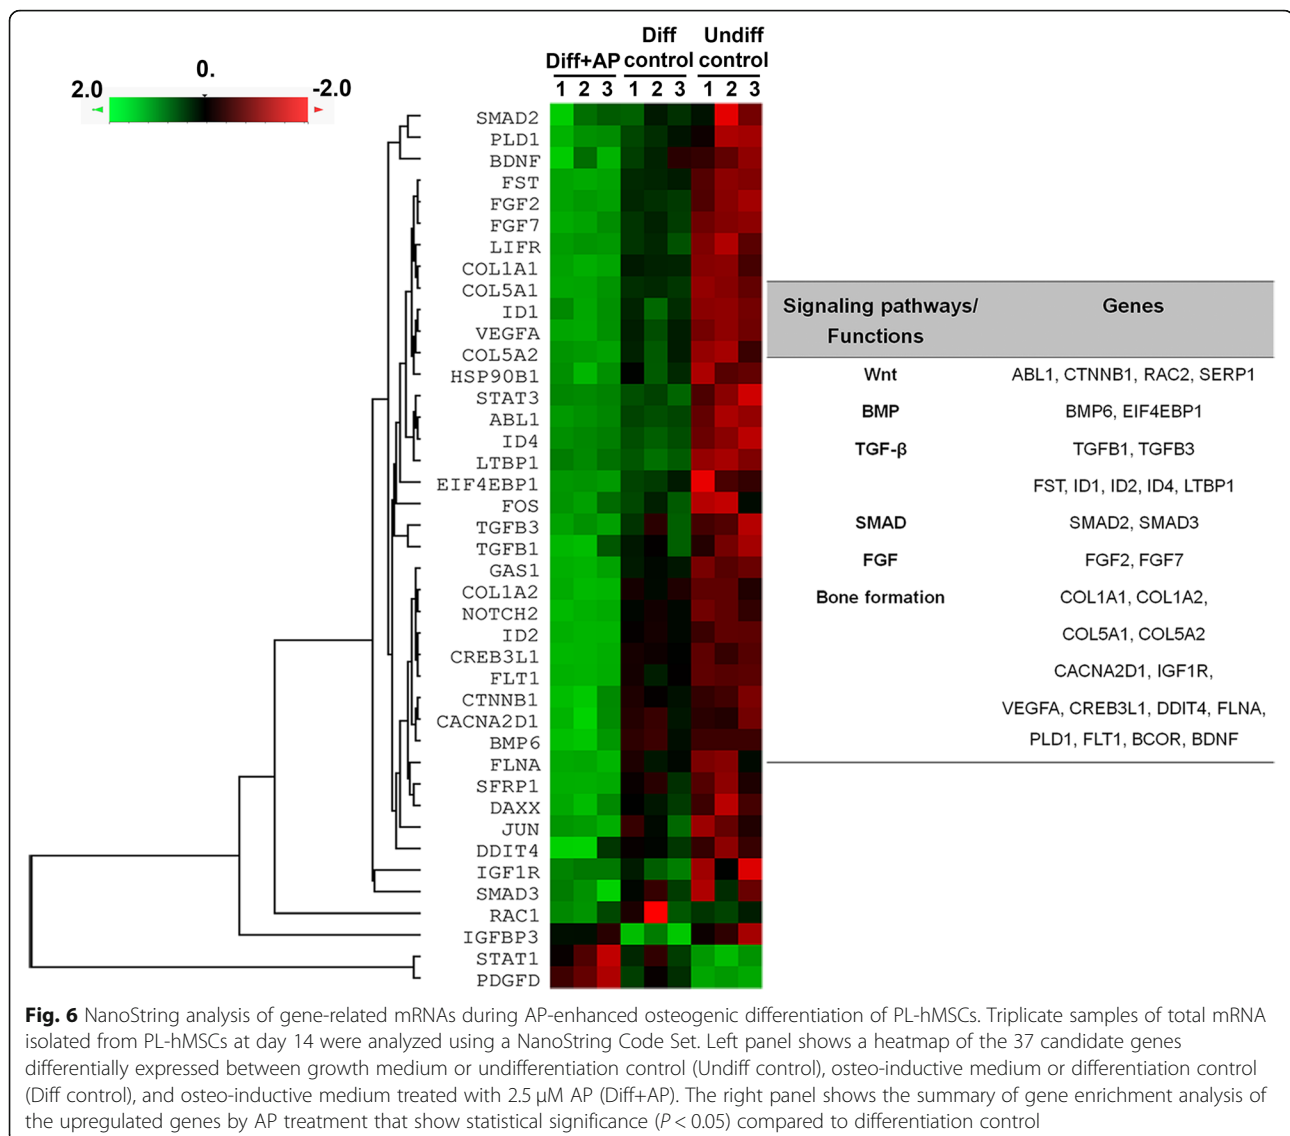 Diff Undiff
Diff+AP control control
1 2 3 1 2 3 1 2 3
2.0 0. -2.0
SMAD2
PLD1
BDNF
FST
FGF2
FGF7
LIFR
COL1A1
COL5A1
ID1
VEGFA
COL5A2
HSP90B1
STAT3
ABL1
ID4
LTBP1
EIF4EBP1
FOS
TGFB3
TGFB1
GAS1
COL1A2
NOTCH2
ID2
CREB3L1
FLT1
CTNNB1
CACNA2D1
BMP6
FLNA
SFRP1
DAXX
JUN
DDIT4
IGF1R
SMAD3
RAC1
IGFBP3
STAT1
PDGFD
Signaling pathways/ Genes
Functions
Wnt ABL1, CTNNB1, RAC2, SERP1
BMP BMP6, EIF4EBP1
TGF-β TGFB1, TGFB3
FST, ID1, ID2, ID4, LTBP1
SMAD SMAD2, SMAD3
FGF FGF2, FGF7
Bone formation COL1A1, COL1A2,
COL5A1, COL5A2
CACNA2D1, IGF1R,
VEGFA, CREB3L1, DDIT4, FLNA,
PLD1, FLT1, BCOR, BDNF
Fig. 6 NanoString analysis of gene-related mRNAs during AP-enhanced osteogenic differentiation of PL-hMSCs. Triplicate samples of total mRNA
isolated from PL-hMSCs at day 14 were analyzed using a NanoString Code Set. Left panel shows a heatmap of the 37 candidate genes
differentially expressed between growth medium or undifferentiation control (Undiff control), osteo-inductive medium or differentiation control
(Diff control), and osteo-inductive medium treated with 2.5 μM AP (Diff+AP). The right panel shows the summary of gene enrichment analysis of
the upregulated genes by AP treatment that show statistical significance (P < 0.05) compared to differentiation control